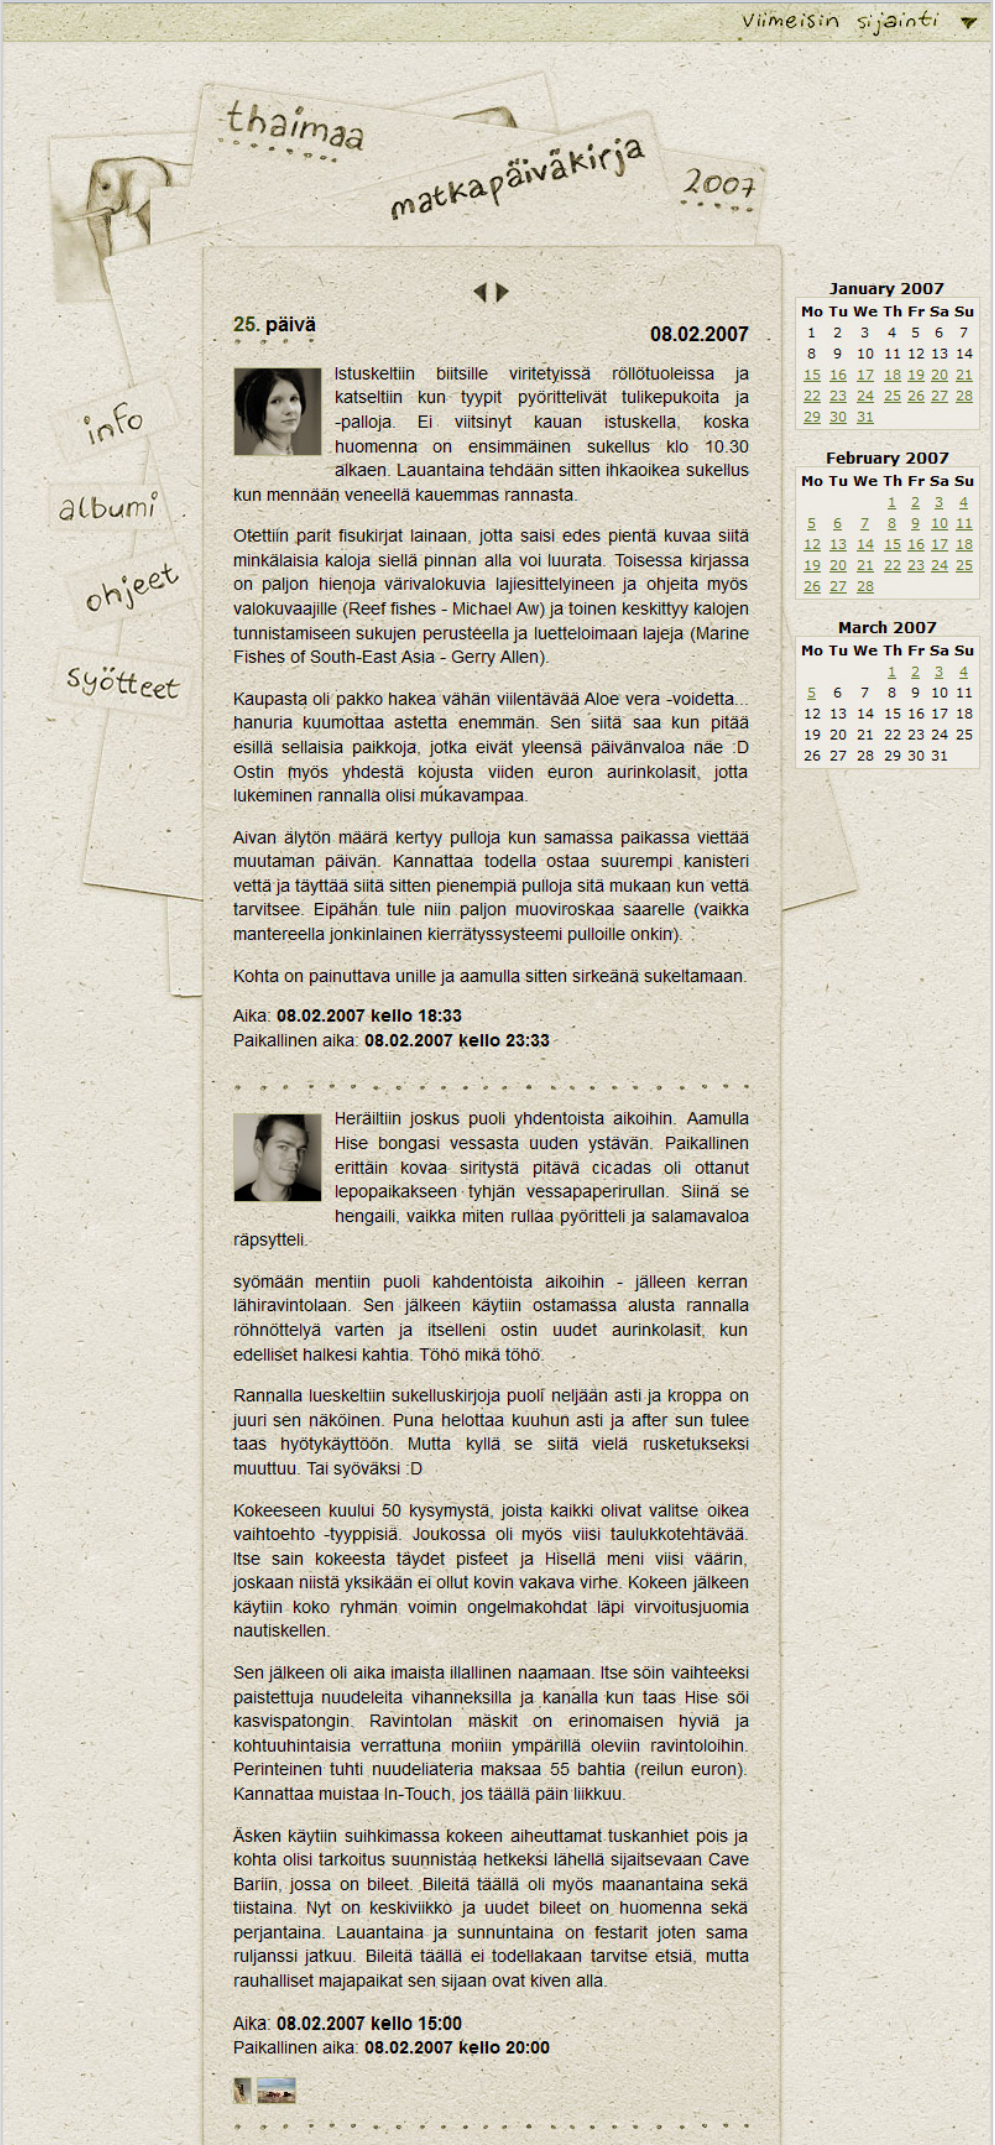 viimeisin sijainti
thaimaa
matkapäiväkirja
2007
info
albumi
ohjeet
syötteet
25. päivä
08.02.2007
Istuskeltiin biitsille viritetyissä röllötuoleissa ja
katseltiin kun tyypit pyörittelivät tulikepukoita ja
-palloja. Ei viitsinyt kauan istuskella, koska
huomenna on ensimmäinen sukellus klo 10.30
alkaen. Lauantaina tehdään sitten ihkaoikea sukellus
kun mennään veneellä kauemmas rannasta.
Otettiin parit fisukirjat lainaan, jotta saisi edes pientä kuvaa siitä
minkälaisia kaloja siellä pinnan alla voi luurata. Toisessa kirjassa
on paljon hienoja värivalokuvia lajiesittelyineen ja ohjeita myös
valokuvaajille (Reef fishes - Michael Aw) ja toinen keskittyy kalojen
tunnistamiseen sukujen perusteella ja luetteloimaan lajeja (Marine
Fishes of South-East Asia - Gerry Allen).
Kaupasta oli pakko hakea vähän viilentävää Aloe vera -voidetta...
hanuria kuumottaa astetta enemmän. Sen siitä saa kun pitää
esillä sellaisia paikkoja, jotka eivät yleensä päivänvaloa näe :D
Ostin myös yhdestä kojusta viiden euron aurinkolasit, jotta
lukeminen rannalla olisi mukavampaa.
Aivan älytön määrä kertyy pulloja kun samassa paikassa viettää
muutaman päivän. Kannattaa todella ostaa suurempi kanisteri
vettä ja täyttää siitä sitten pienempiä pulloja sitä mukaan kun vettä
tarvitsee. Eipähän tule niin paljon muoviroskaa saarelle (vaikka
mantereella jonkinlainen kierrätyssysteemi pulloille onkin).
Kohta on painuttava unille ja aamulla sitten sirkeänä sukeltamaan.
Aika: 08.02.2007 kello 18:33
Paikallinen aika: 08.02.2007 kello 23:33
Heräiltiin joskus puoli yhdentoista aikoihin. Aamulla
Hise bongasi vessasta uuden ystävän. Paikallinen
erittäin kovaa siritystä pitävä cicadas oli ottanut
lepopaikakseen tyhjän vessapaperirullan. Siinä se
hengaili, vaikka miten rullaa pyöritteli ja salamavaloa
räpsytteli.
syömään mentiin puoli kahdentoista aikoihin - jälleen kerran
lähiravintolaan. Sen jälkeen käytiin ostamassa alusta rannalla
röhnöttelyä varten ja itselleni ostin uudet aurinkolasit, kun
edelliset halkesi kahtia. Töhö mikä töhö.
Rannalla lueskeltiin sukelluskirjoja puoli neljään asti ja kroppa on
juuri sen näköinen. Puna helottaa kuuhun asti ja after sun tulee
taas hyötykäyttöön. Mutta kyllä se siitä vielä rusketukseksi
muuttuu. Tai syöväksi :D
Kokeeseen kuului 50 kysymystä, joista kaikki olivat valitse oikea
vaihtoehto -tyyppisiä. Joukossa oli myös viisi taulukkotehtävää.
Itse sain kokeesta täydet pisteet ja Hisellä meni viisi väärin,
joskaan niistä yksikään ei ollut kovin vakava virhe. Kokeen jälkeen
käytiin koko ryhmän voimin ongelmakohdat läpi virvoitusjuomia
nautiskellen.
Sen jälkeen oli aika imaista illallinen naamaan. Itse söin vaihteeksi
paistettuja nuudeleita vihanneksilla ja kanalla kun taas Hise söi
kasvispatongin. Ravintolan mäskit on erinomaisen hyviä ja
kohtuuhintaisia verrattuna moniin ympärillä oleviin ravintoloihin.
Perinteinen tuhti nuudeliateria maksaa 55 bahtia (reilun euron).
Kannattaa muistaa In-Touch, jos täällä päin liikkuu.
Äsken käytiin suihkimassa kokeen aiheuttamat tuskanhiet pois ja
kohta olisi tarkoitus suunnistaa hetkeksi lähellä sijaitsevaan Cave
Bariin, jossa on bileet. Bileitä täällä oli myös maanantaina sekä
tiistaina. Nyt on keskiviikko ja uudet bileet on huomenna sekä
perjantaina. Lauantaina ja sunnuntaina on festarit joten sama
ruljanssi jatkuu. Bileitä täällä ei todellakaan tarvitse etsiä, mutta
rauhalliset majapaikat sen sijaan ovat kiven alla.
Aika: 08.02.2007 kello 15:00
Paikallinen aika: 08.02.2007 kello 20:00
January 2007
Mo Tu We Th Fr Sa Su
1 2 3 4 5 6 7
8 9 10 11 12 13 14
15 16 17 18 19 20 21
22 23 24 25 26 27 28
29 30 31
February 2007
Mo Tu We Th Fr Sa Su
1 2 3 4
5 6 7 8 9 10 11
12 13 14 15 16 17 18
19 20 21 22 23 24 25
26 27 28
March 2007
Mo Tu We Th Fr Sa Su
1 2 3 4
5 6 7 8 9 10 11
12 13 14 15 16 17 18
19 20 21 22 23 24 25
26 27 28 29 30 31